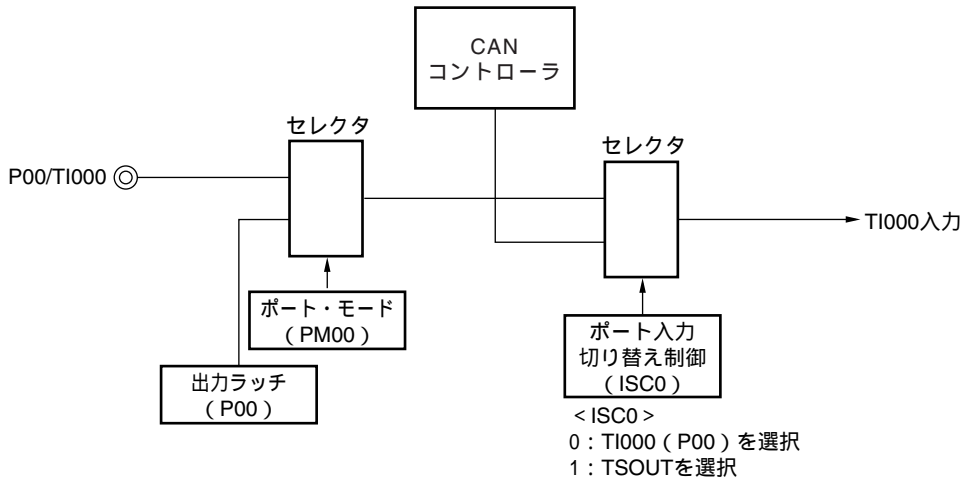 CAN
コントローラ
セレクタ
セレクタ
P00/TI000
TI000入力
ポート・モード
（PM00）
ポート入力
切り替え制御
（ISC0）
出力ラッチ
（P00）
＜ISC0＞
0：TI000（P00）を選択
1：TSOUTを選択